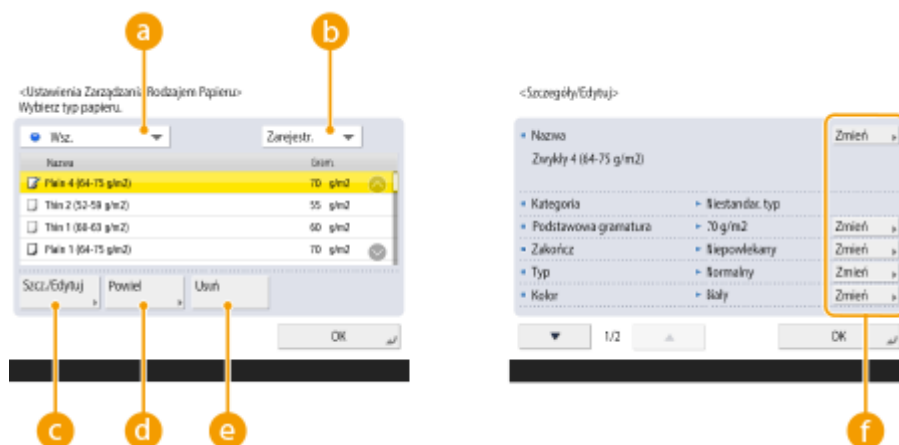 a
b
<Ustawienia Zarządzania Rodzajem Papieru>
Wybierz typ papieru.
Wsz.
Zarejestr.
Nazwa Gram.
Plain 4 (64-75 g/m2) 70 g/m2
Thin 2 (52-59 g/m2) 55 g/m2
Thin 1 (60-63 g/m2) 60 g/m2
Plain 1 (64-75 g/m2) 70 g/m2
Szcz./Edytuj Powiel Usuń
OK
c d e
<Szczegóły/Edytuj>
Nazwa Zmień
Zwykły 4 (64-75 g/m2)
Kategoria Niestandar. typ
Podstawowa gramatura 70 g/m2 Zmień
Zakończ Niepowlekany Zmień
Typ Normalny Zmień
Kolor Biały Zmień
1/2 OK
f